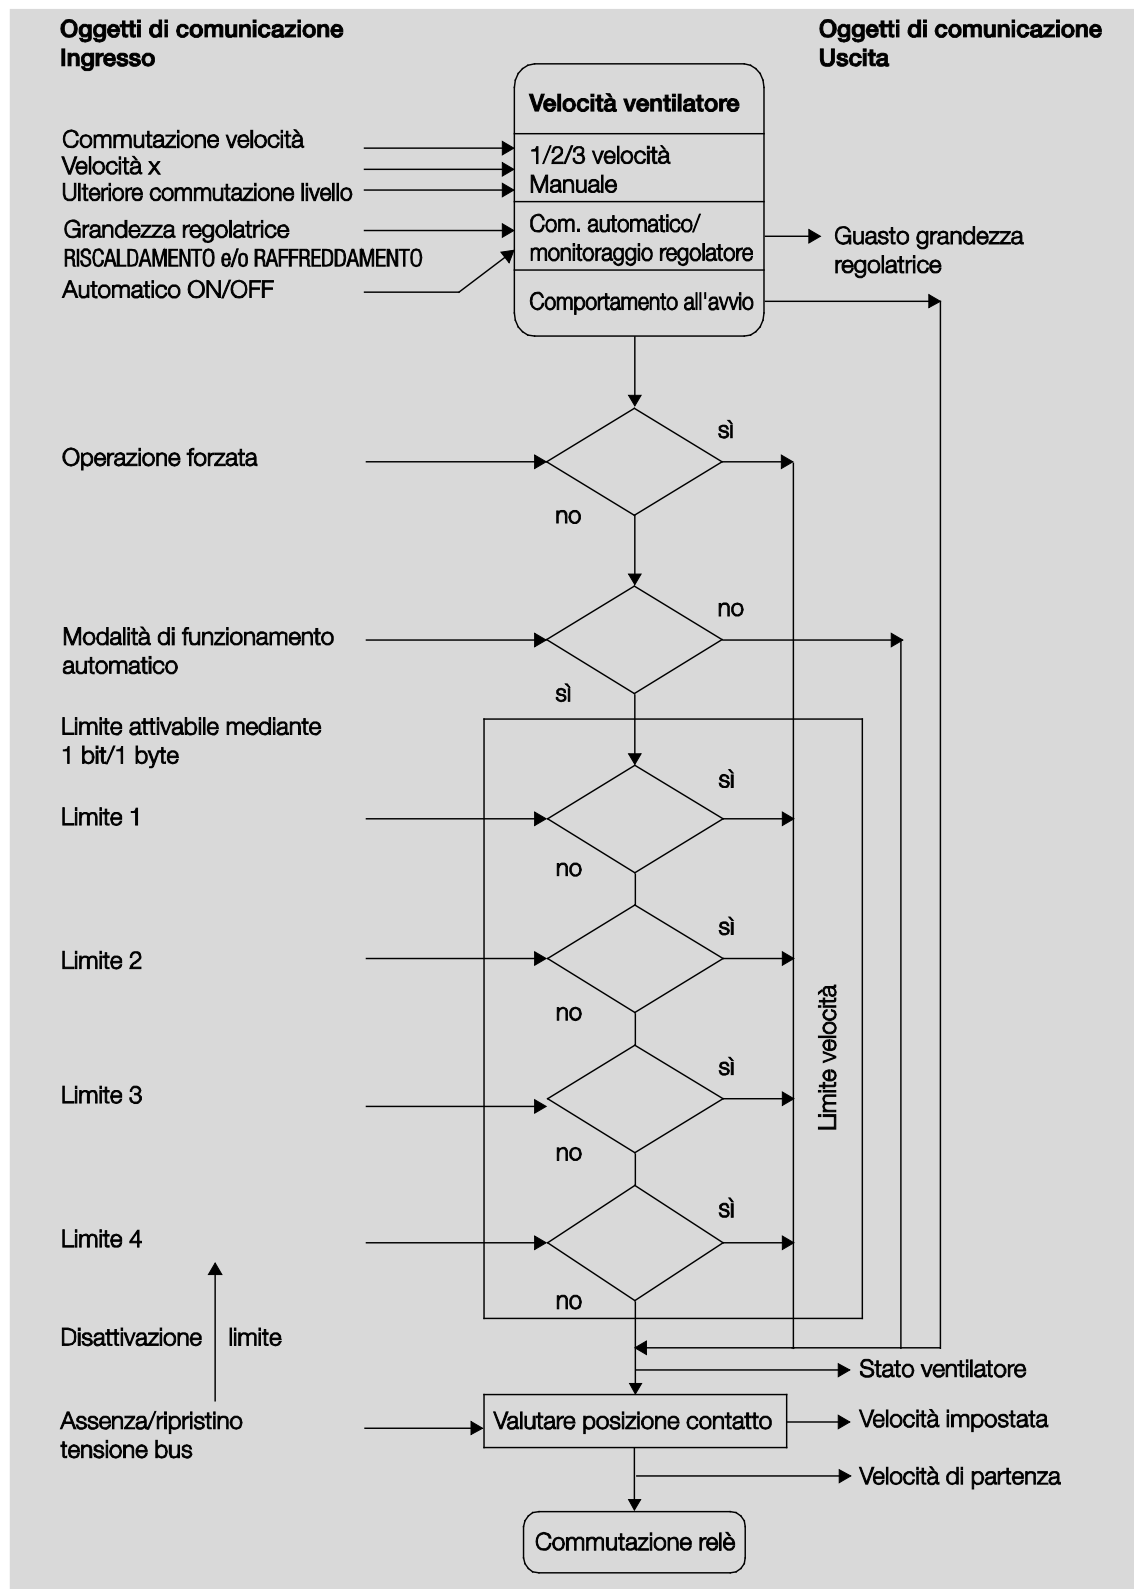 Oggetti di comunicazione
Ingresso
Oggetti di comunicazione
Uscita
Velocità ventilatore
Commutazione velocità
Velocità x
Ulteriore commutazione livello
1/2/3 velocità
Manuale
Grandezza regolatrice
RISCALDAMENTO e/o RAFFREDDAMENTO
Automatico ON/OFF
Com. automatico/
monitoraggio regolatore
Guasto grandezza
regolatrice
Comportamento all'avvio
sì
Operazione forzata
no
no
Modalità di funzionamento
automatico
sì
Limite attivabile mediante
1 bit/1 byte
sì
Limite 1
no
sì
Limite 2
no
Limite velocità
sì
Limite 3
no
sì
Limite 4
no
Disattivazione limite
Stato ventilatore
Assenza/ripristino
tensione bus
Valutare posizione contatto
Velocità impostata
Velocità di partenza
Commutazione relè